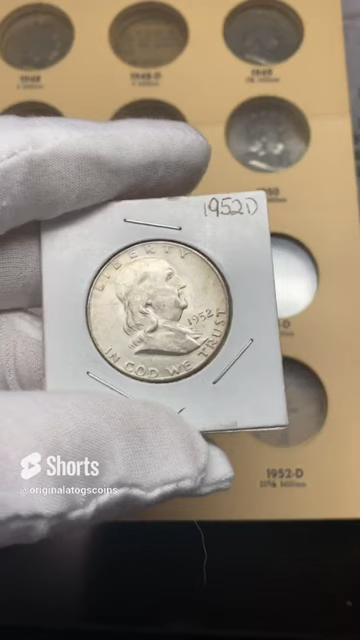 1948
1948-D
1949
1952D
LIBERTY
1952
IN GOD WE TRUST
1952-D
Shorts
@originalatogscoins